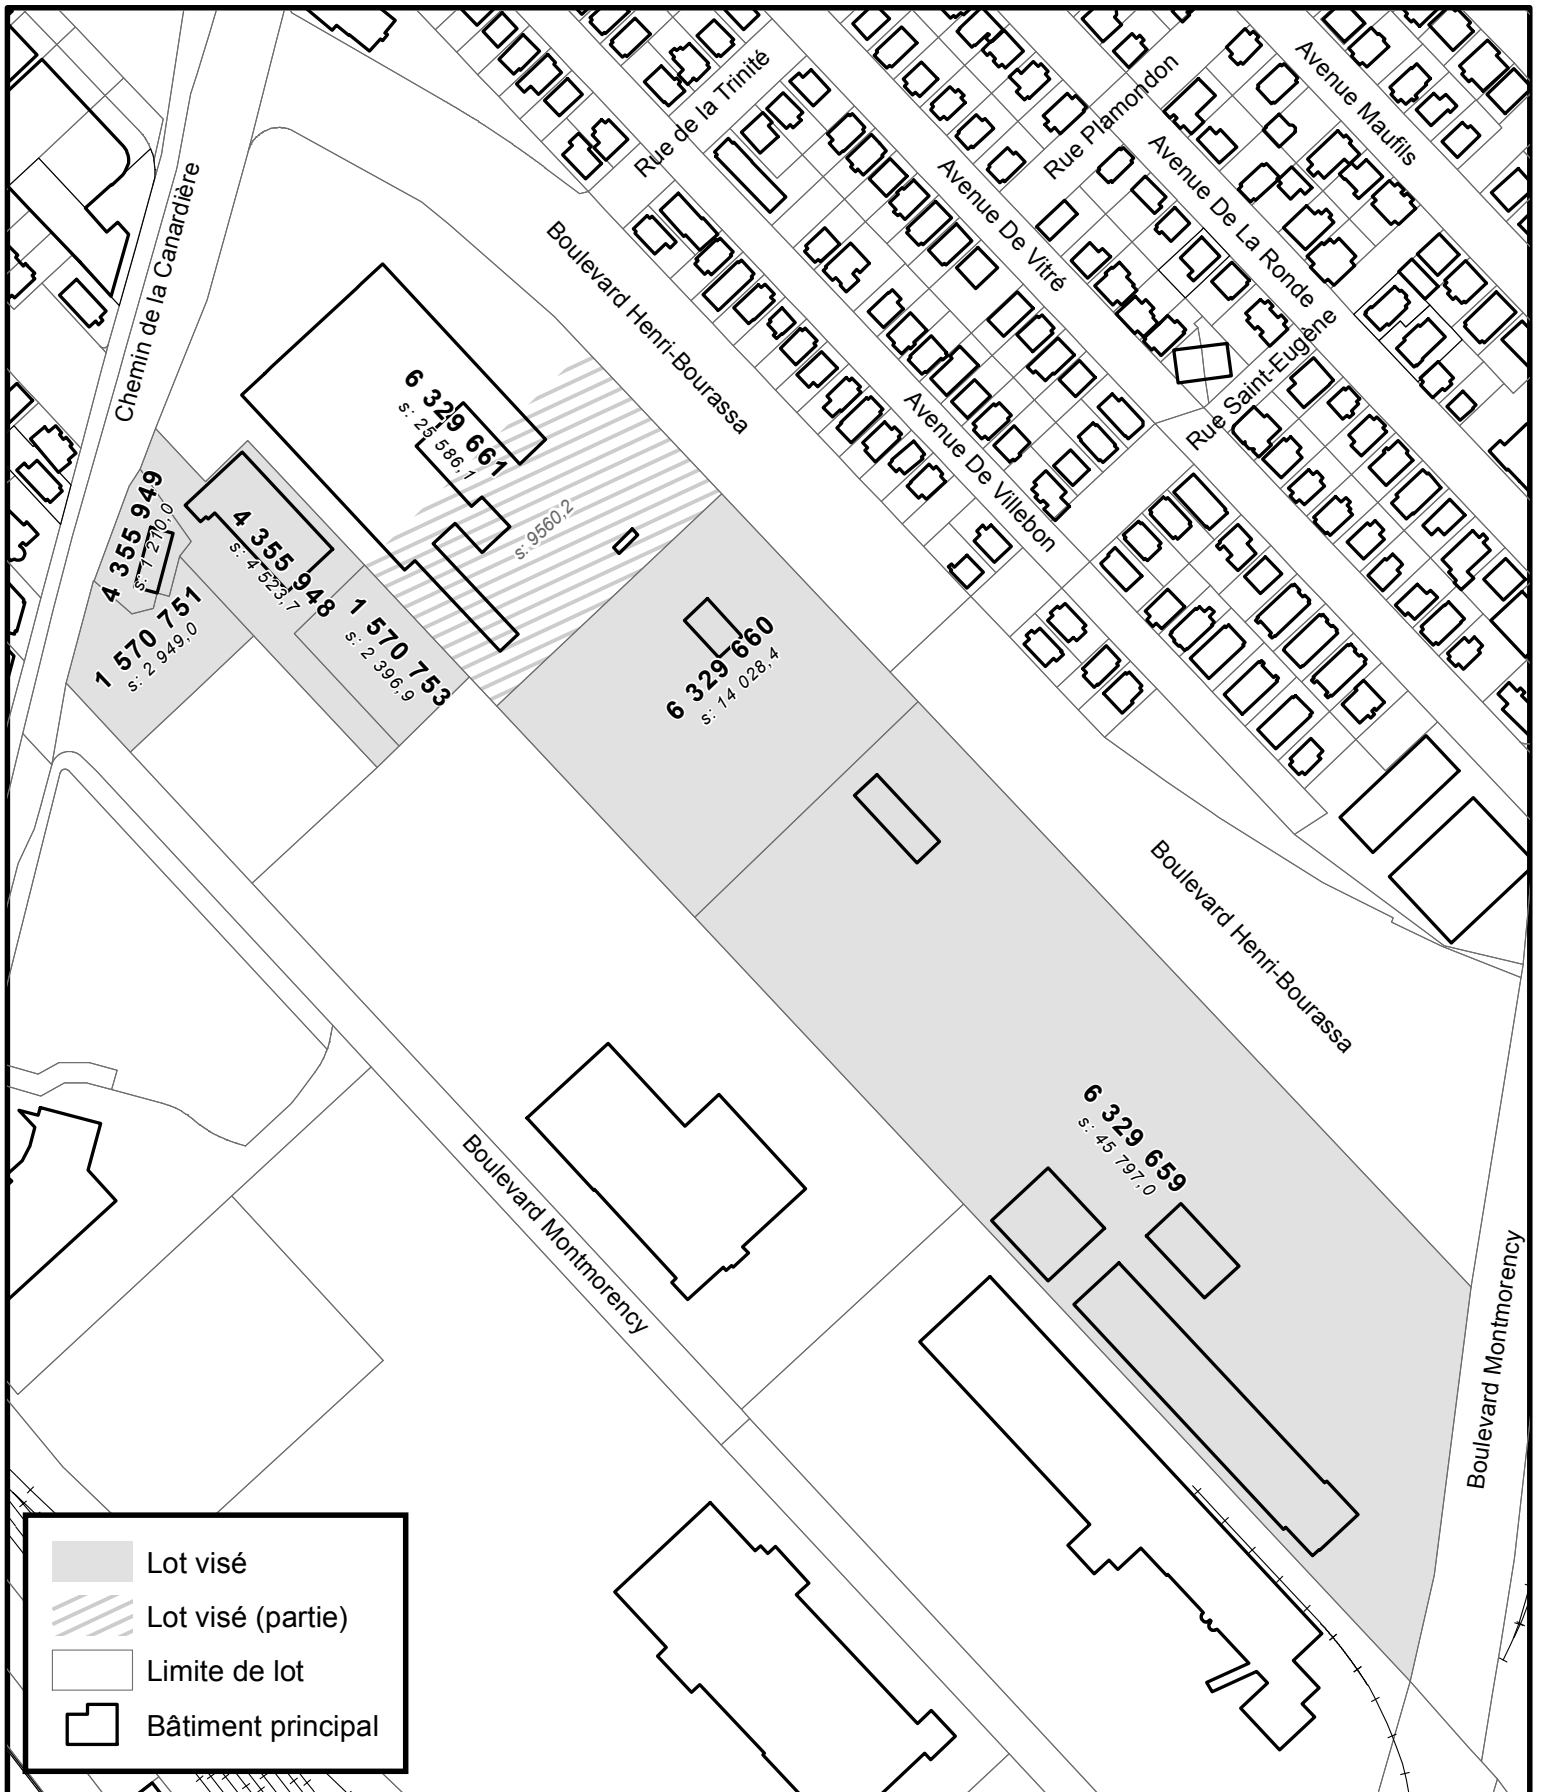 Rue de la Trinité
Rue Plamondon
Avenue Maufils
Avenue De Vitré
Avenue De La Ronde
Chemin de la Canardière
Boulevard Henri-Bourassa
Rue Saint-Eugène
Avenue De Villebon
6 329 661
s: 25 586,1
s: 9560,2
4 355 949
s: 1 210,0
4 355 948
s: 4 523,7
1 570 751
s: 2 949,0
1 570 753
s: 2 396,9
6 329 660
s: 14 028,4
Boulevard Henri-Bourassa
6 329 659
s: 45 797,0
Boulevard Montmorency
Boulevard Montmorency
Lot visé
Lot visé (partie)
Limite de lot
Bâtiment principal